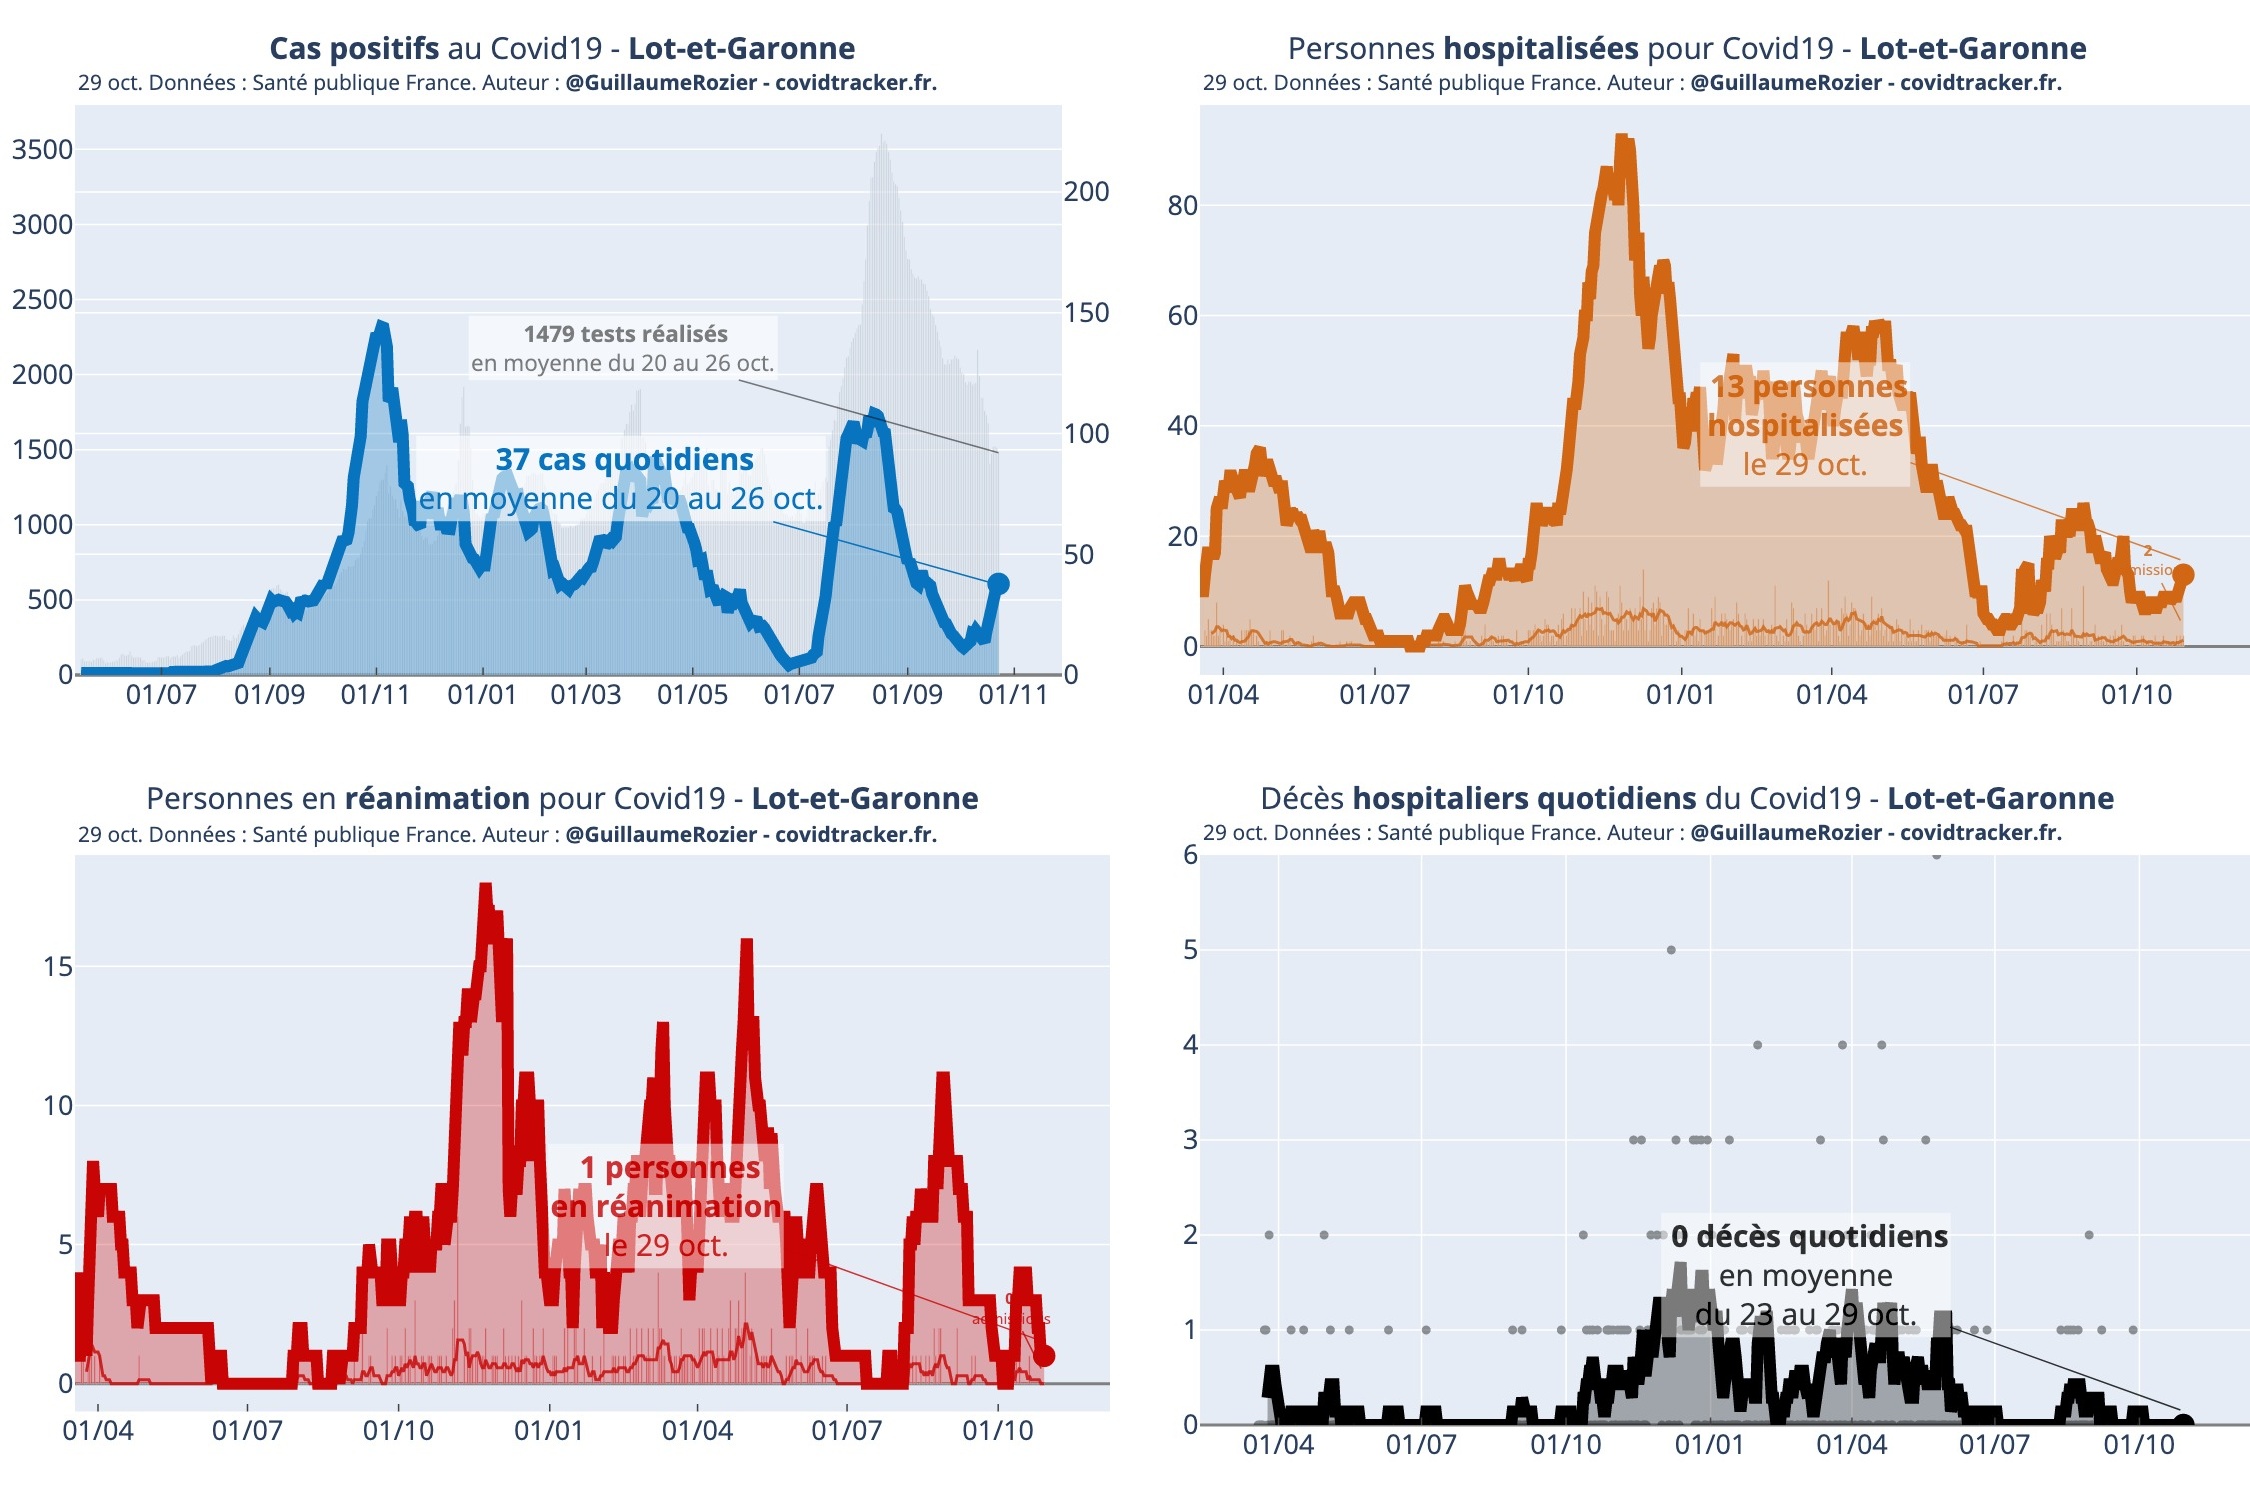 Cas positifs au Covid19 - Lot-et-Garonne
29 oct. Données : Santé publique France. Auteur : @GuillaumeRozier - covidtracker.fr.
3500
3000
2500
2000
1500
1000
500
0
200
150
100
50
0
1479 tests réalisés
en moyenne du 20 au 26 oct.
37 cas quotidiens
en moyenne du 20 au 26 oct.
01/07 01/09 01/11 01/01 01/03 01/05 01/07 01/09 01/11
Personnes hospitalisées pour Covid19 - Lot-et-Garonne
29 oct. Données : Santé publique France. Auteur : @GuillaumeRozier - covidtracker.fr.
80
60
40
20
0
13 personnes
hospitalisées
le 29 oct.
2
01/04 01/07 01/10 01/01 01/04 01/07 01/10
Personnes en réanimation pour Covid19 - Lot-et-Garonne
29 oct. Données : Santé publique France. Auteur : @GuillaumeRozier - covidtracker.fr.
15
10
5
0
1 personnes
en réanimation
le 29 oct.
0
admissions
01/04 01/07 01/10 01/01 01/04 01/07 01/10
Décès hospitaliers quotidiens du Covid19 - Lot-et-Garonne
29 oct. Données : Santé publique France. Auteur : @GuillaumeRozier - covidtracker.fr.
6
5
4
3
2
1
0
0 décès quotidiens
en moyenne
du 23 au 29 oct.
01/04 01/07 01/10 01/01 01/04 01/07 01/10